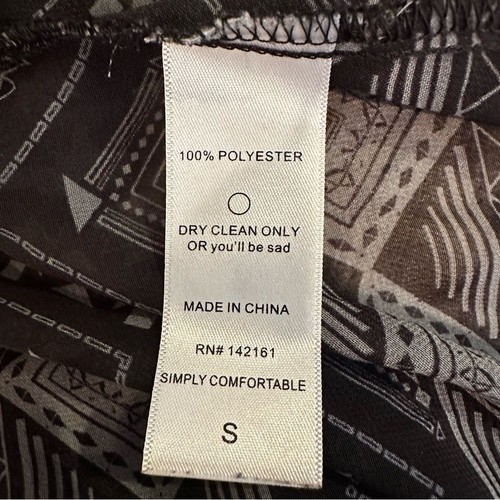 100% POLYESTER
DRY CLEAN ONLY
OR you'll be sad
MADE IN CHINA
RN# 142161
SIMPLY COMFORTABLE
S